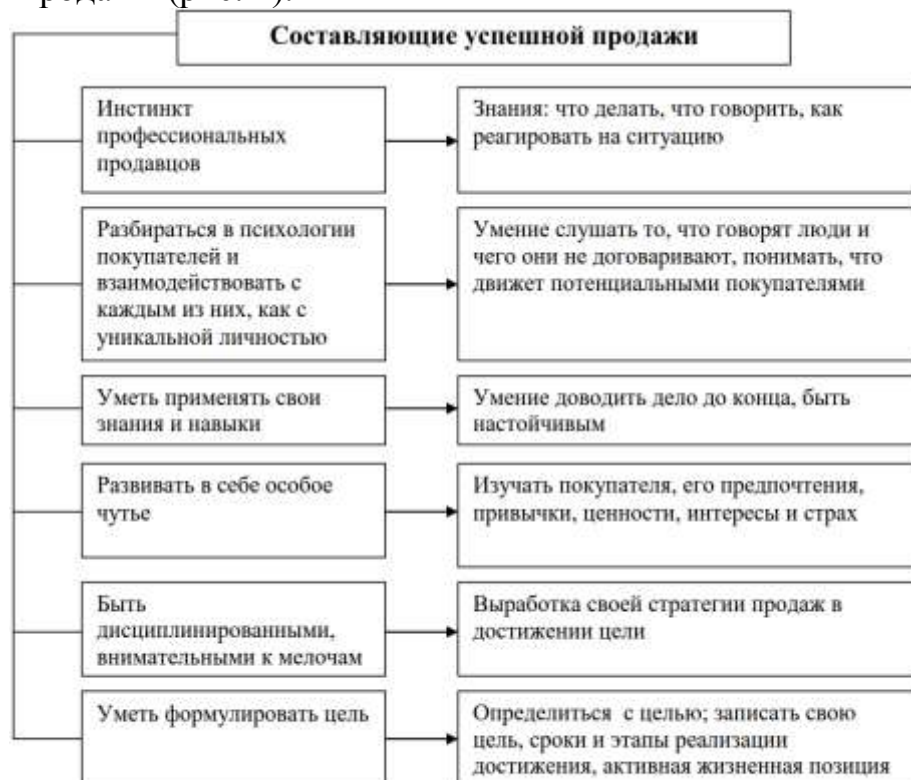 Составляющие успешной продажи
Инстинкт
профессиональных
продавцов
Знания: что делать, что говорить, как
реагировать на ситуацию
Разбираться в психологии
покупателей и
взаимодействовать с
каждым из них, как с
уникальной личностью
Умение слушать то, что говорят люди и
чего они не договаривают, понимать, что
движет потенциальными покупателями
Уметь применять свои
знания и навыки
Умение доводить дело до конца, быть
настойчивым
Развивать в себе особое
чутье
Изучать покупателя, его предпочтения,
привычки, ценности, интересы и страх
Быть
дисциплинированными,
внимательными к мелочам
Выработка своей стратегии продаж в
достижении цели
Уметь формулировать цель
Определиться с целью; записать свою
цель, сроки и этапы реализации
достижения, активная жизненная позиция